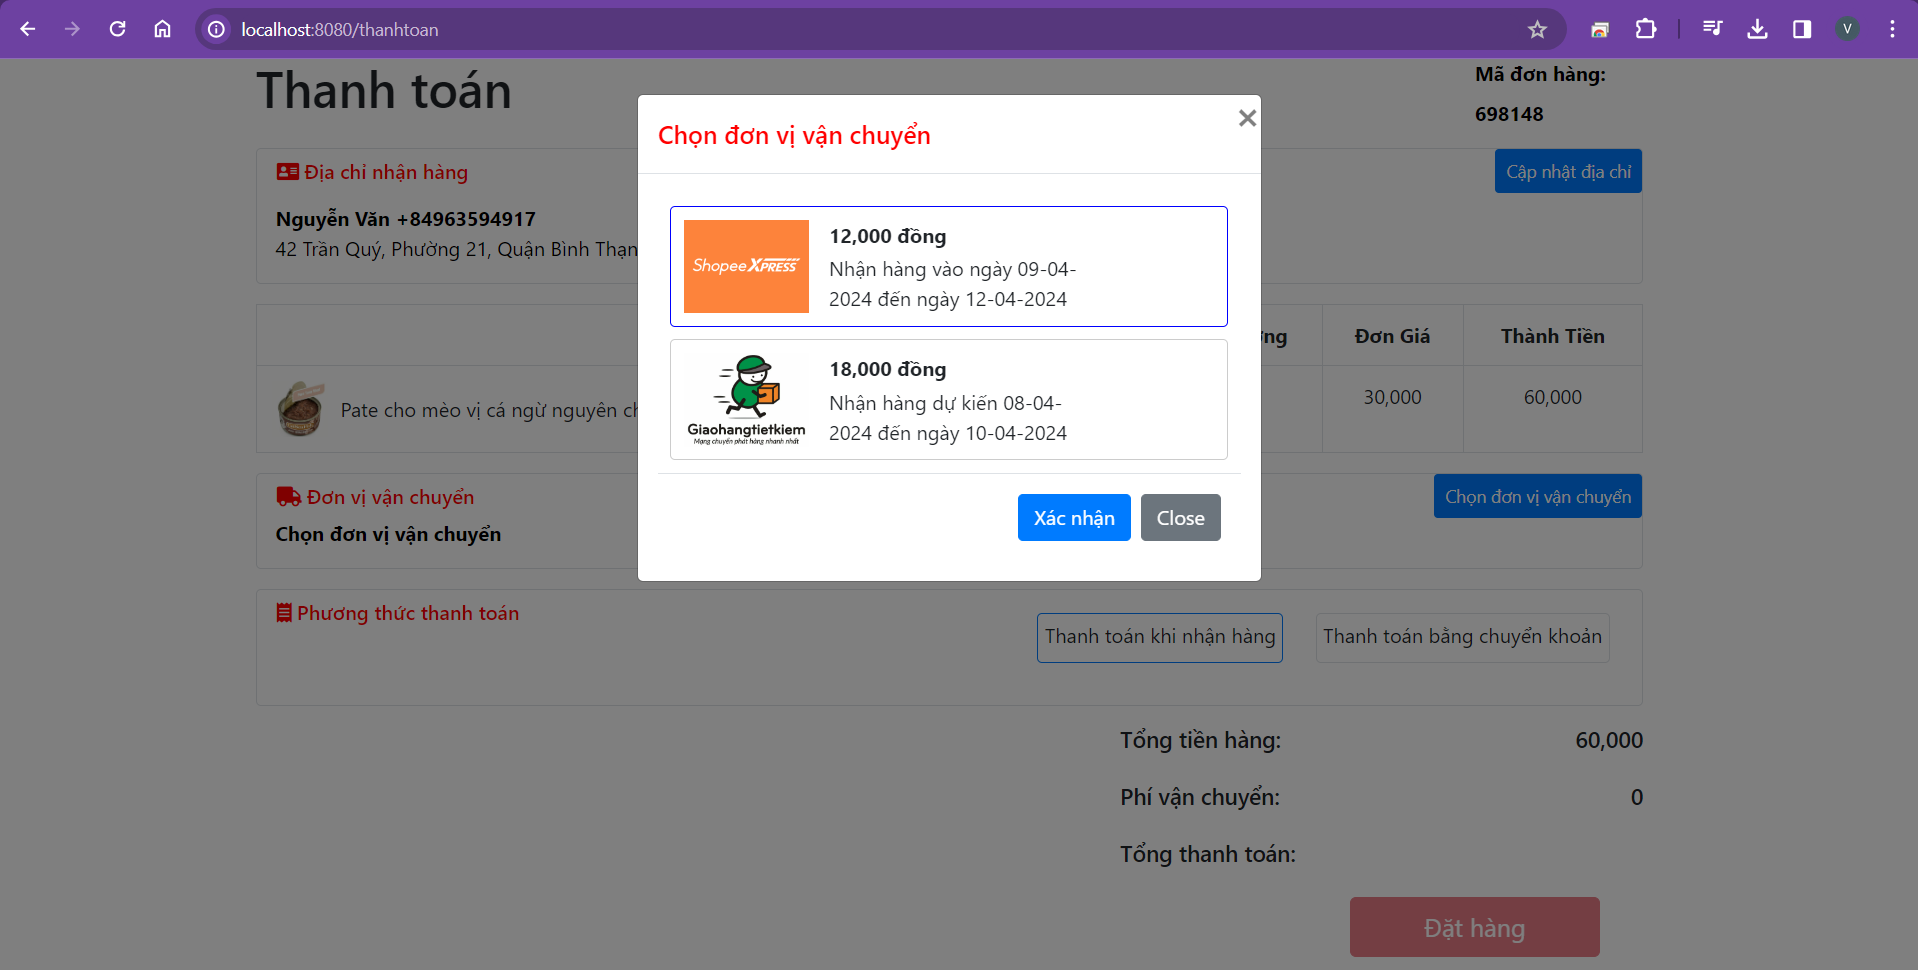 localhost:8080/thanhtoan
V
Thanh toán
Mã đơn hàng:
698148
Địa chỉ nhận hàng
Cập nhật địa chỉ
Nguyễn Văn +84963594917
42 Trần Quý, Phường 21, Quận Bình Thạn
Chọn đơn vị vận chuyển
×
Shopee XPRESS
12,000 đồng
Nhận hàng vào ngày 09-04-
2024 đến ngày 12-04-2024
Giaohangtietkiem
Mạng chuyển phát hàng nhanh nhất
18,000 đồng
Nhận hàng dự kiến 08-04-
2024 đến ngày 10-04-2024
Xác nhận Close
ng Đơn Giá Thành Tiền
Pate cho mèo vị cá ngừ nguyên ch 30,000 60,000
Đơn vị vận chuyển
Chọn đơn vị vận chuyển
Chọn đơn vị vận chuyển
Phương thức thanh toán
Thanh toán khi nhận hàng Thanh toán bằng chuyển khoản
Tổng tiền hàng: 60,000
Phí vận chuyển: 0
Tổng thanh toán:
Đặt hàng